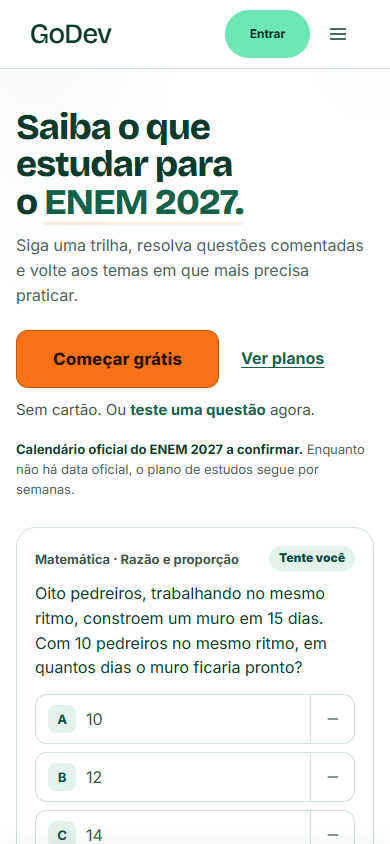 GoDev
Entrar
Saiba o que
estudar para
o ENEM 2027.
Siga uma trilha, resolva questões comentadas
e volte aos temas em que mais precisa
praticar.
Começar grátis
Ver planos
Sem cartão. Ou teste uma questão agora.
Calendário oficial do ENEM 2027 a confirmar. Enquanto
não há data oficial, o plano de estudos segue por
semanas.
Matemática · Razão e proporção
Tente você
Oito pedreiros, trabalhando no mesmo
ritmo, constroem um muro em 15 dias.
Com 10 pedreiros no mesmo ritmo, em
quantos dias o muro ficaria pronto?
A 10
B 12
C 14